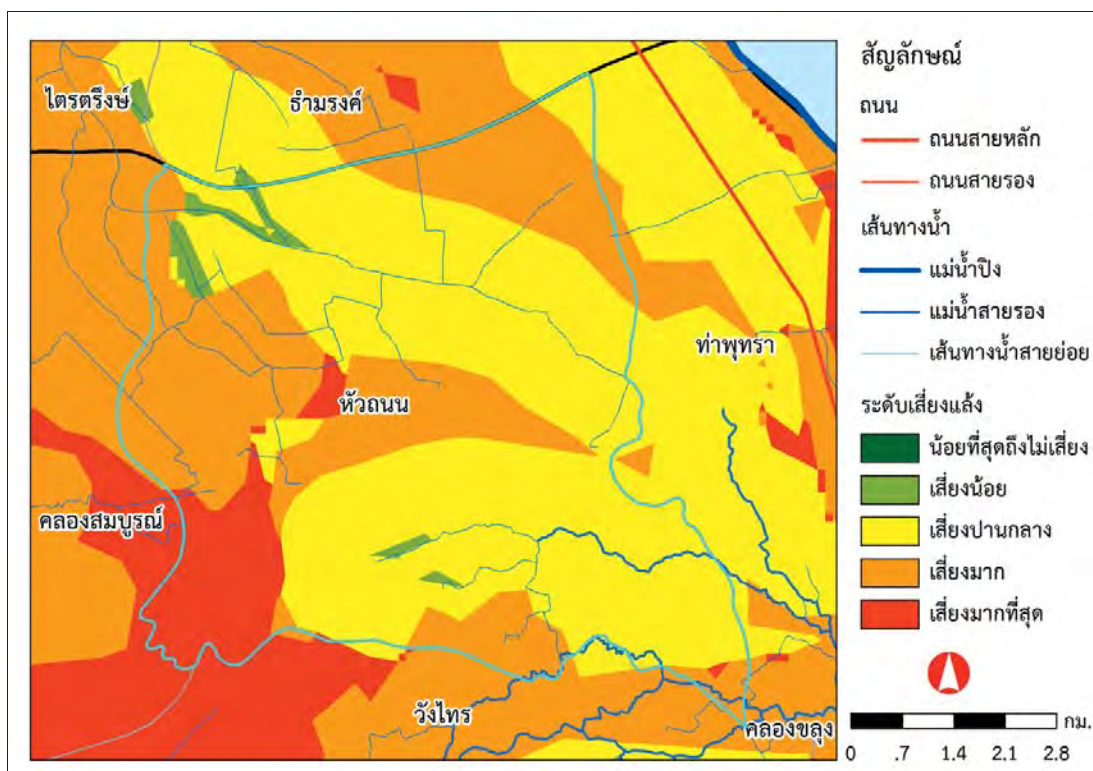 ไตรตรึงษ์
ธำมรงค์
ท่าพุทรา
หัวถนน
คลองสมบูรณ์
วังไทร
คลองขลุง
สัญลักษณ์
ถนน
ถนนสายหลัก
ถนนสายรอง
เส้นทางน้ำ
แม่น้ำปิง
แม่น้ำสายรอง
เส้นทางน้ำสายย่อย
ระดับเสี่ยงแล้ง
น้อยที่สุดถึงไม่เสี่ยง
เสี่ยงน้อย
เสี่ยงปานกลาง
เสี่ยงมาก
เสี่ยงมากที่สุด
กม.
0 .7 1.4 2.1 2.8